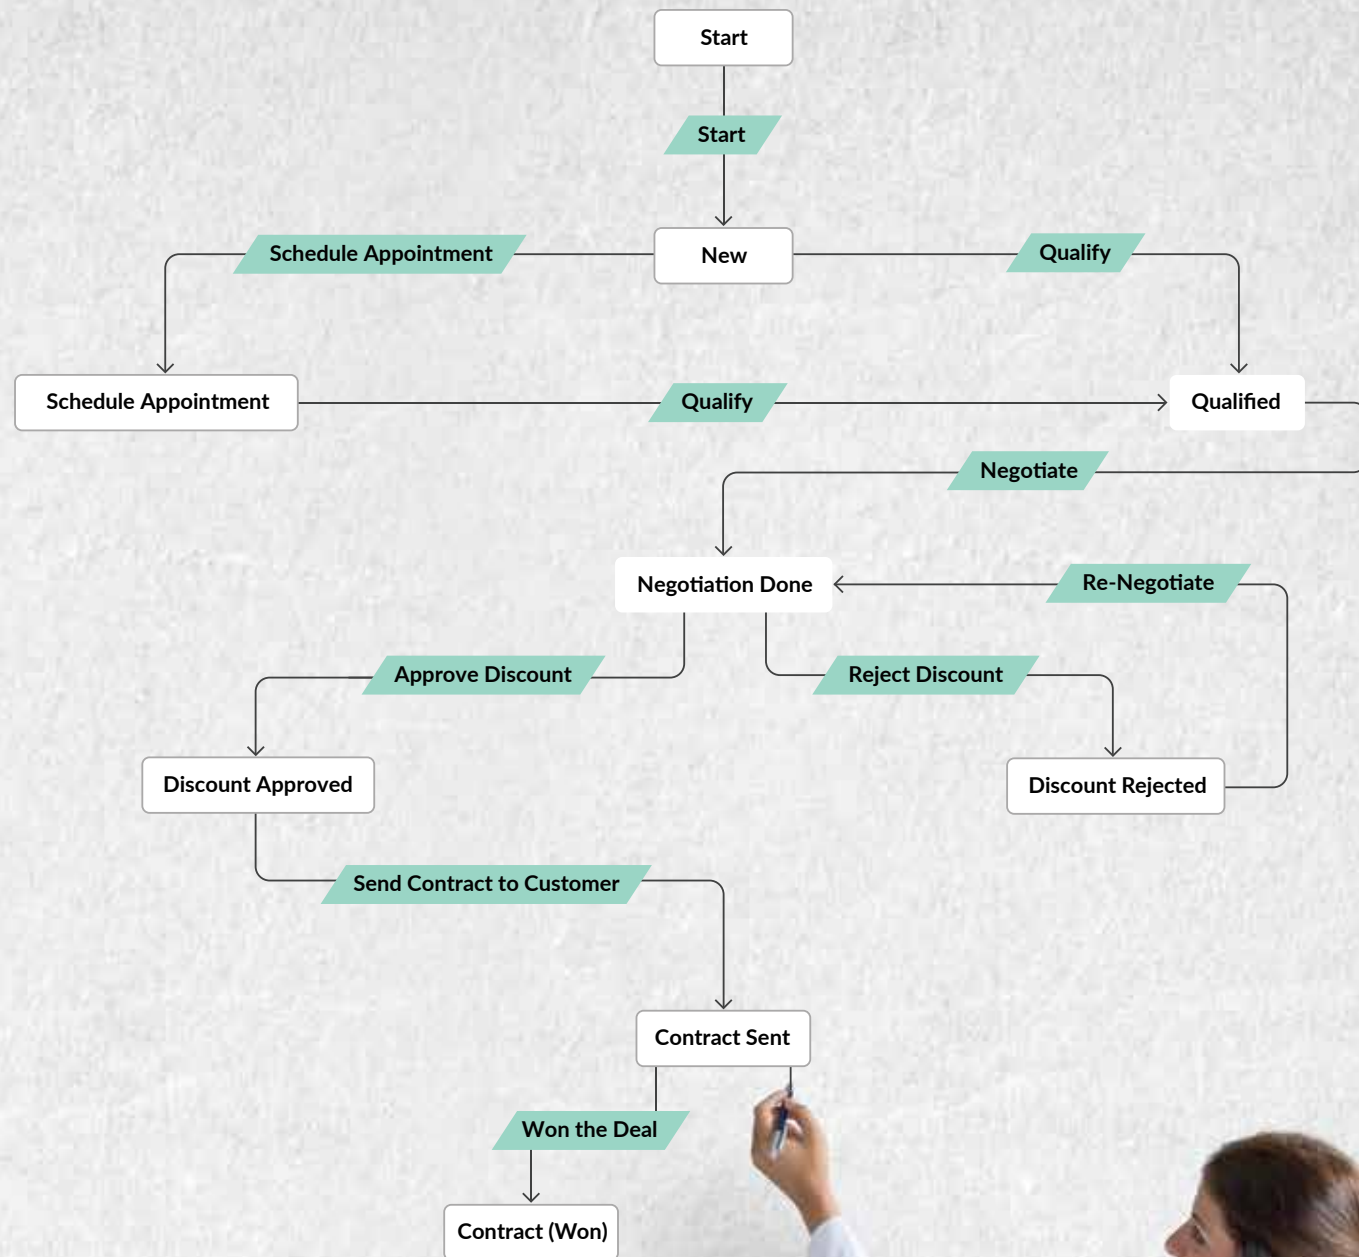 Start
Start
New
Schedule Appointment
Qualify
Schedule Appointment
Qualify
Qualified
Negotiate
Negotiation Done
Re-Negotiate
Approve Discount
Reject Discount
Discount Approved
Discount Rejected
Send Contract to Customer
Contract Sent
Won the Deal
Contract (Won)